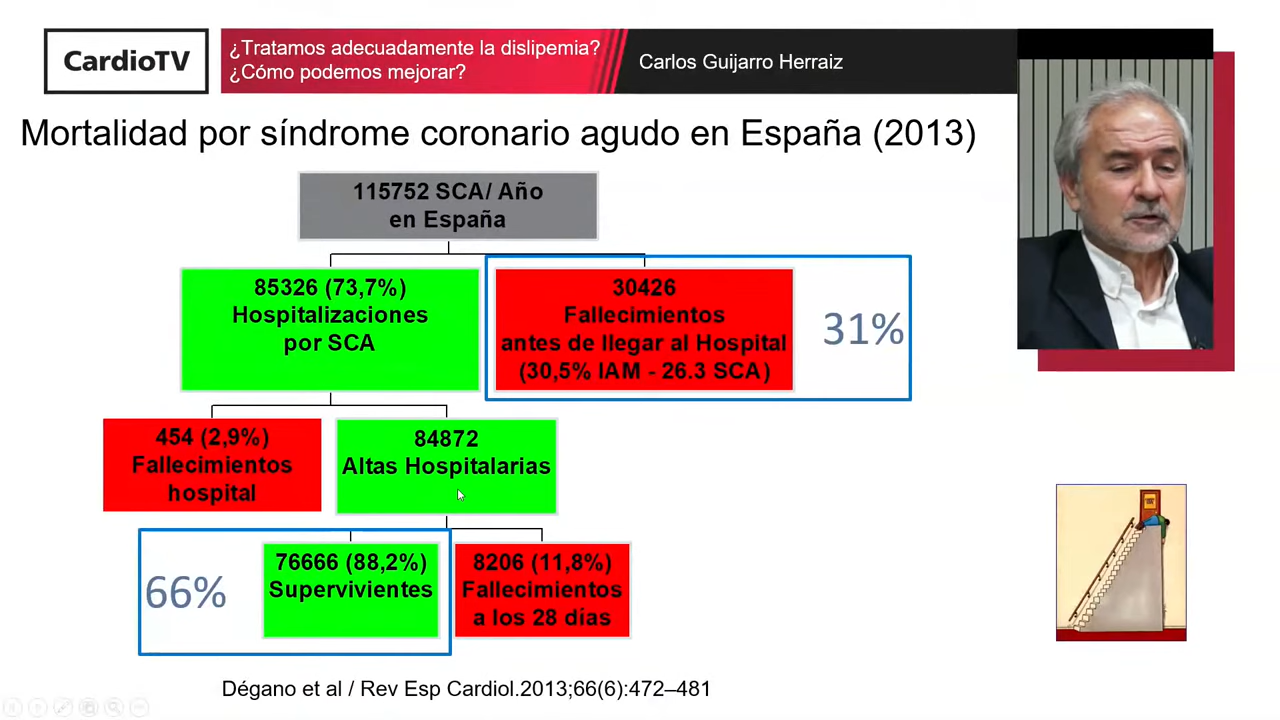 CardioTV
¿Tratamos adecuadamente la dislipemia?
¿Cómo podemos mejorar?
Carlos Guijarro Herraiz
Mortalidad por síndrome coronario agudo en España (2013)
115752 SCA/ Año
en España
85326 (73,7%)
Hospitalizaciones
por SCA
30426
Fallecimientos
antes de llegar al Hospital
(30,5% IAM - 26.3 SCA)
31%
454 (2,9%)
Fallecimientos
hospital
84872
Altas Hospitalarias
66%
76666 (88,2%)
Supervivientes
8206 (11,8%)
Fallecimientos
a los 28 días
Dégano et al / Rev Esp Cardiol.2013;66(6):472–481